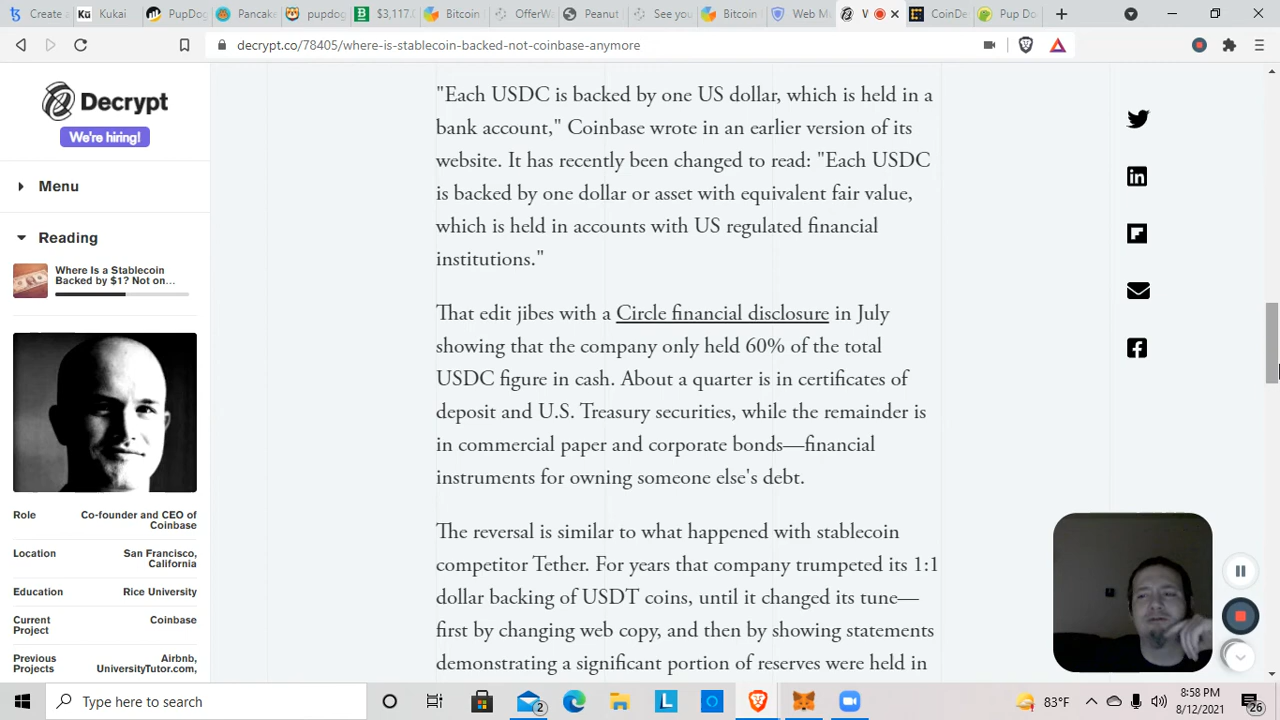 Create
Kukai
PupDog
Pancake
pupdog
$3,117.0
Bitcoin
OfferWa
Peanut
See you
Bitcoin
Web M
W
CoinDe
Pup Do
decrypt.co/78405/where-is-stablecoin-backed-not-coinbase-anymore
Decrypt
We're hiring!
Menu
Reading
Where Is a Stablecoin
Backed by $1? Not on...
Role Co-founder and CEO of
Coinbase
Location San Francisco,
California
Education Rice University
Current Coinbase
Project
Previous Airbnb,
Projects UniversityTutor.com,
"Each USDC is backed by one US dollar, which is held in a
bank account," Coinbase wrote in an earlier version of its
website. It has recently been changed to read: "Each USDC
is backed by one dollar or asset with equivalent fair value,
which is held in accounts with US regulated financial
institutions."
That edit jibes with a Circle financial disclosure in July
showing that the company only held 60% of the total
USDC figure in cash. About a quarter is in certificates of
deposit and U.S. Treasury securities, while the remainder is
in commercial paper and corporate bonds—financial
instruments for owning someone else's debt.
The reversal is similar to what happened with stablecoin
competitor Tether. For years that company trumpeted its 1:1
dollar backing of USDT coins, until it changed its tune—
first by changing web copy, and then by showing statements
demonstrating a significant portion of reserves were held in
Type here to search
2
L
83°F
8:58 PM
8/12/2021
26